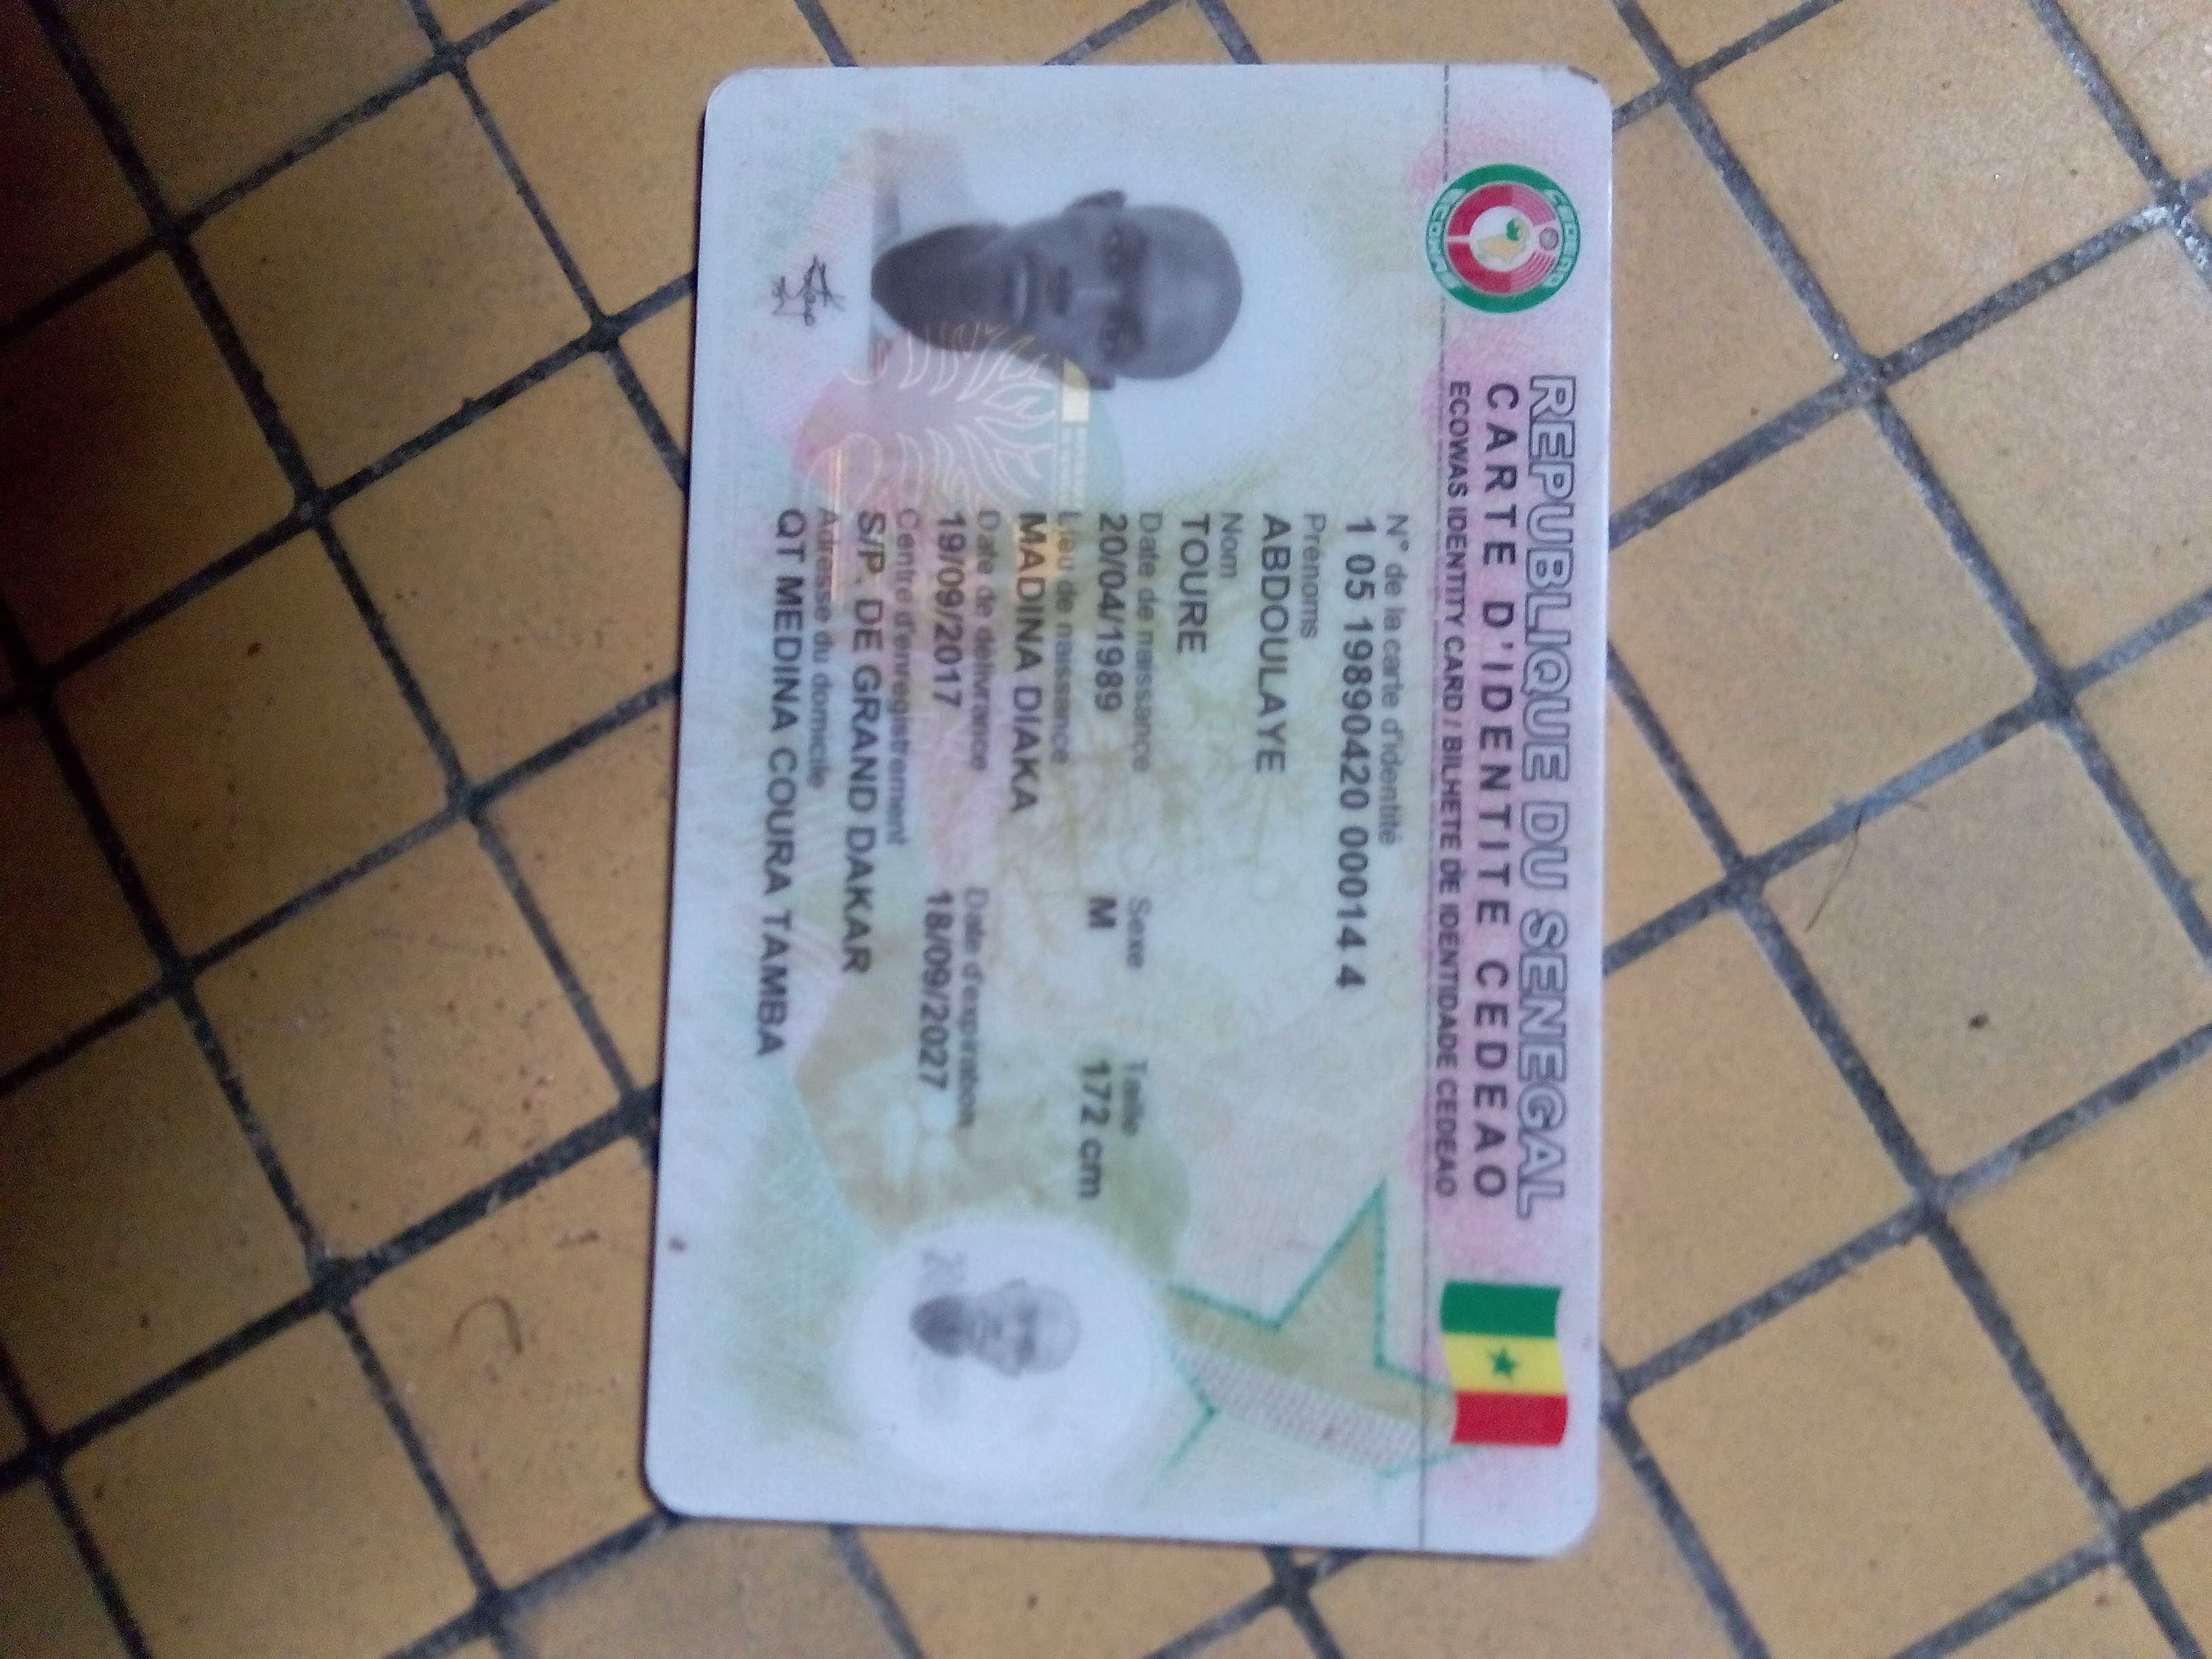 REPUBLIQUE DU SENEGAL
CARTE D'IDENTITE CEDEAO
ECOWAS IDENTITY CARD / BILHETE DE IDENTIDADE CEDEAO
CEDEAO
ECOWAS
N° de la carte d'identité
1 05 19890420 00014 4
Prénoms
ABDOULAYE
Nom
TOURE
Date de naissance Sexe Taille
20/04/1989 M 172 cm
Lieu de naissance
MADINA DIAKA
Date de délivrance Date d'expiration
19/09/2017 18/09/2027
Centre d'enregistrement
S/P. DE GRAND DAKAR
Adresse du domicile
QT MEDINA COURA TAMBA